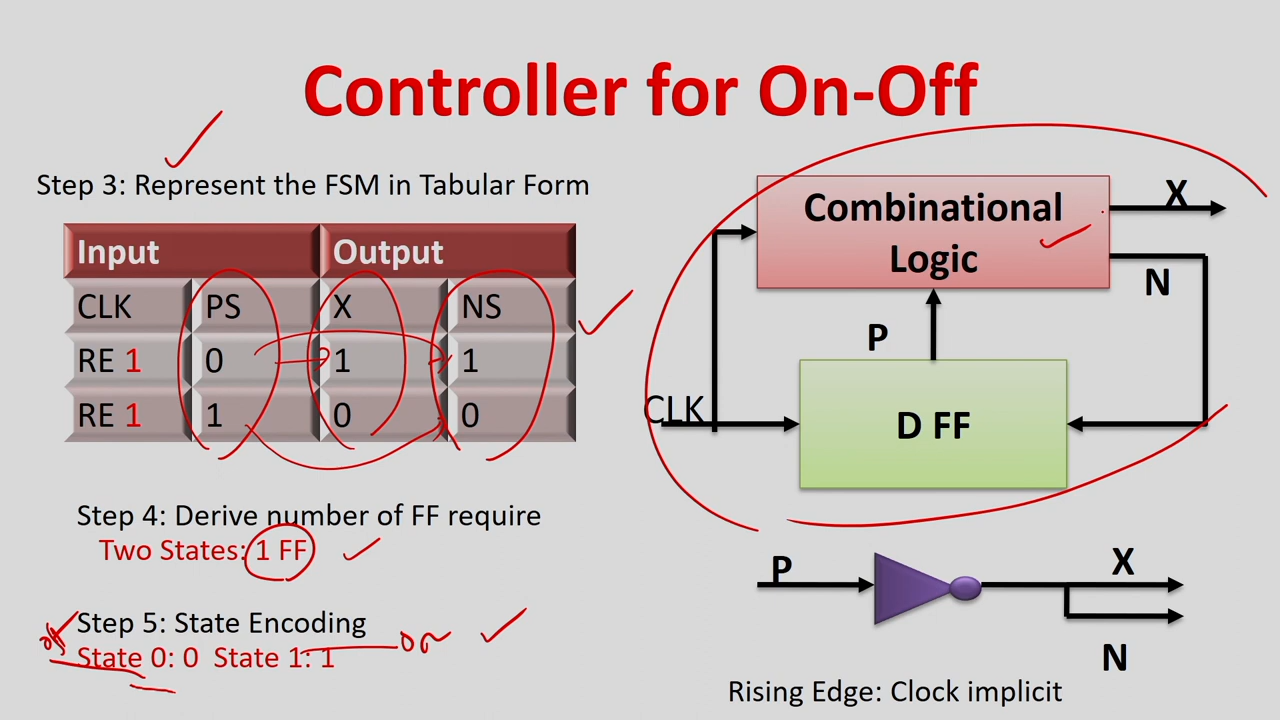 Controller for On-Off
Step 3: Represent the FSM in Tabular Form
Input Output
CLK PS X NS
RE 1 0 1 1
RE 1 1 0 0
Step 4: Derive number of FF require
Two States: 1 FF
Step 5: State Encoding
off
on
State 0: 0 State 1: 1
Combinational
Logic
X
N
P
CLK
D FF
P
X
N
Rising Edge: Clock implicit